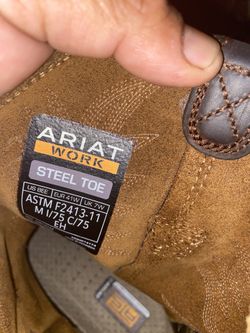 ARIAT
WORK
STEEL TOE
US 8EE EUR 41W UK 7W
ASTM F2413-11
M I/75 C/75
EH